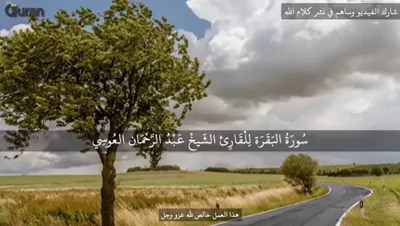 Quran
شارك الفيديو وساهم في نشر كلام الله
سُورَةُ البَقَرَة لِلْقَارِئ الشَيخْ عَبْدُ الرَّحْمَان العُوسِي
هذا العمل خالص لله عزو وجل